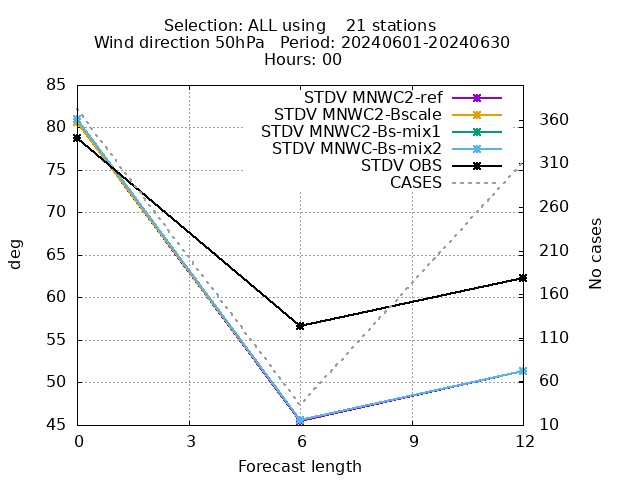 Selection: ALL using    21 stations
Wind direction 50hPa   Period: 20240601-20240630
Hours: 00
STDV MNWC2-ref
STDV MNWC2-Bscale
STDV MNWC2-Bs-mix1
STDV MNWC-Bs-mix2
STDV OBS
CASES
85
80
75
70
65
60
55
50
45
deg
360
310
260
210
160
110
60
10
No cases
0 3 6 9 12
Forecast length